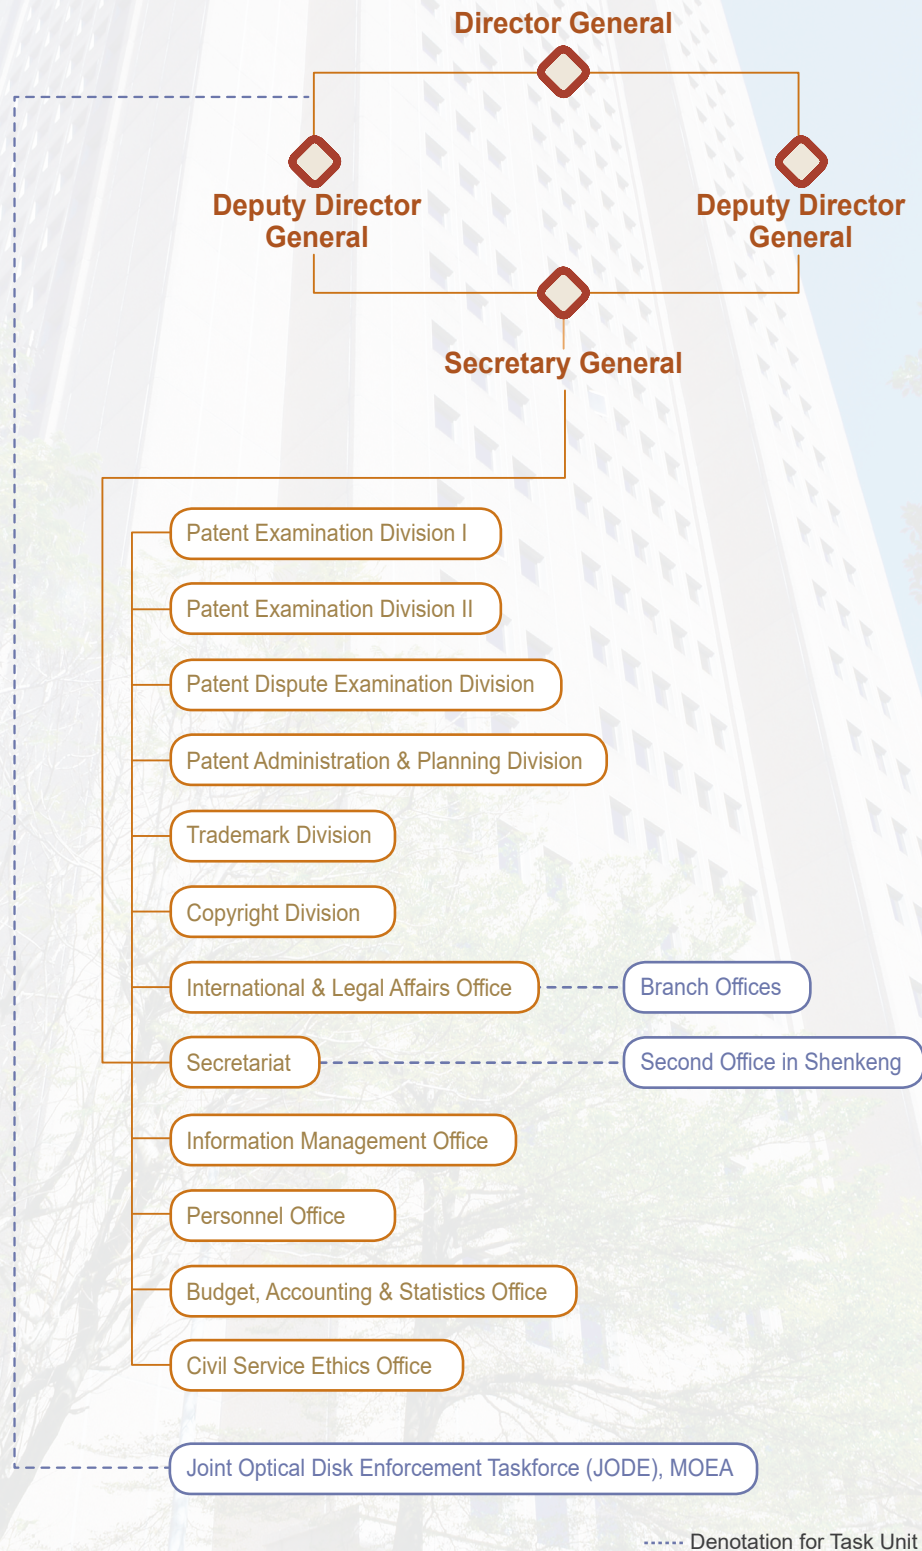 Director General
Deputy Director
General
Deputy Director
General
Secretary General
Patent Examination Division I
Patent Examination Division II
Patent Dispute Examination Division
Patent Administration & Planning Division
Trademark Division
Copyright Division
International & Legal Affairs Office
Branch Offices
Secretariat
Second Office in Shenkeng
Information Management Office
Personnel Office
Budget, Accounting & Statistics Office
Civil Service Ethics Office
Joint Optical Disk Enforcement Taskforce (JODE), MOEA
Denotation for Task Unit